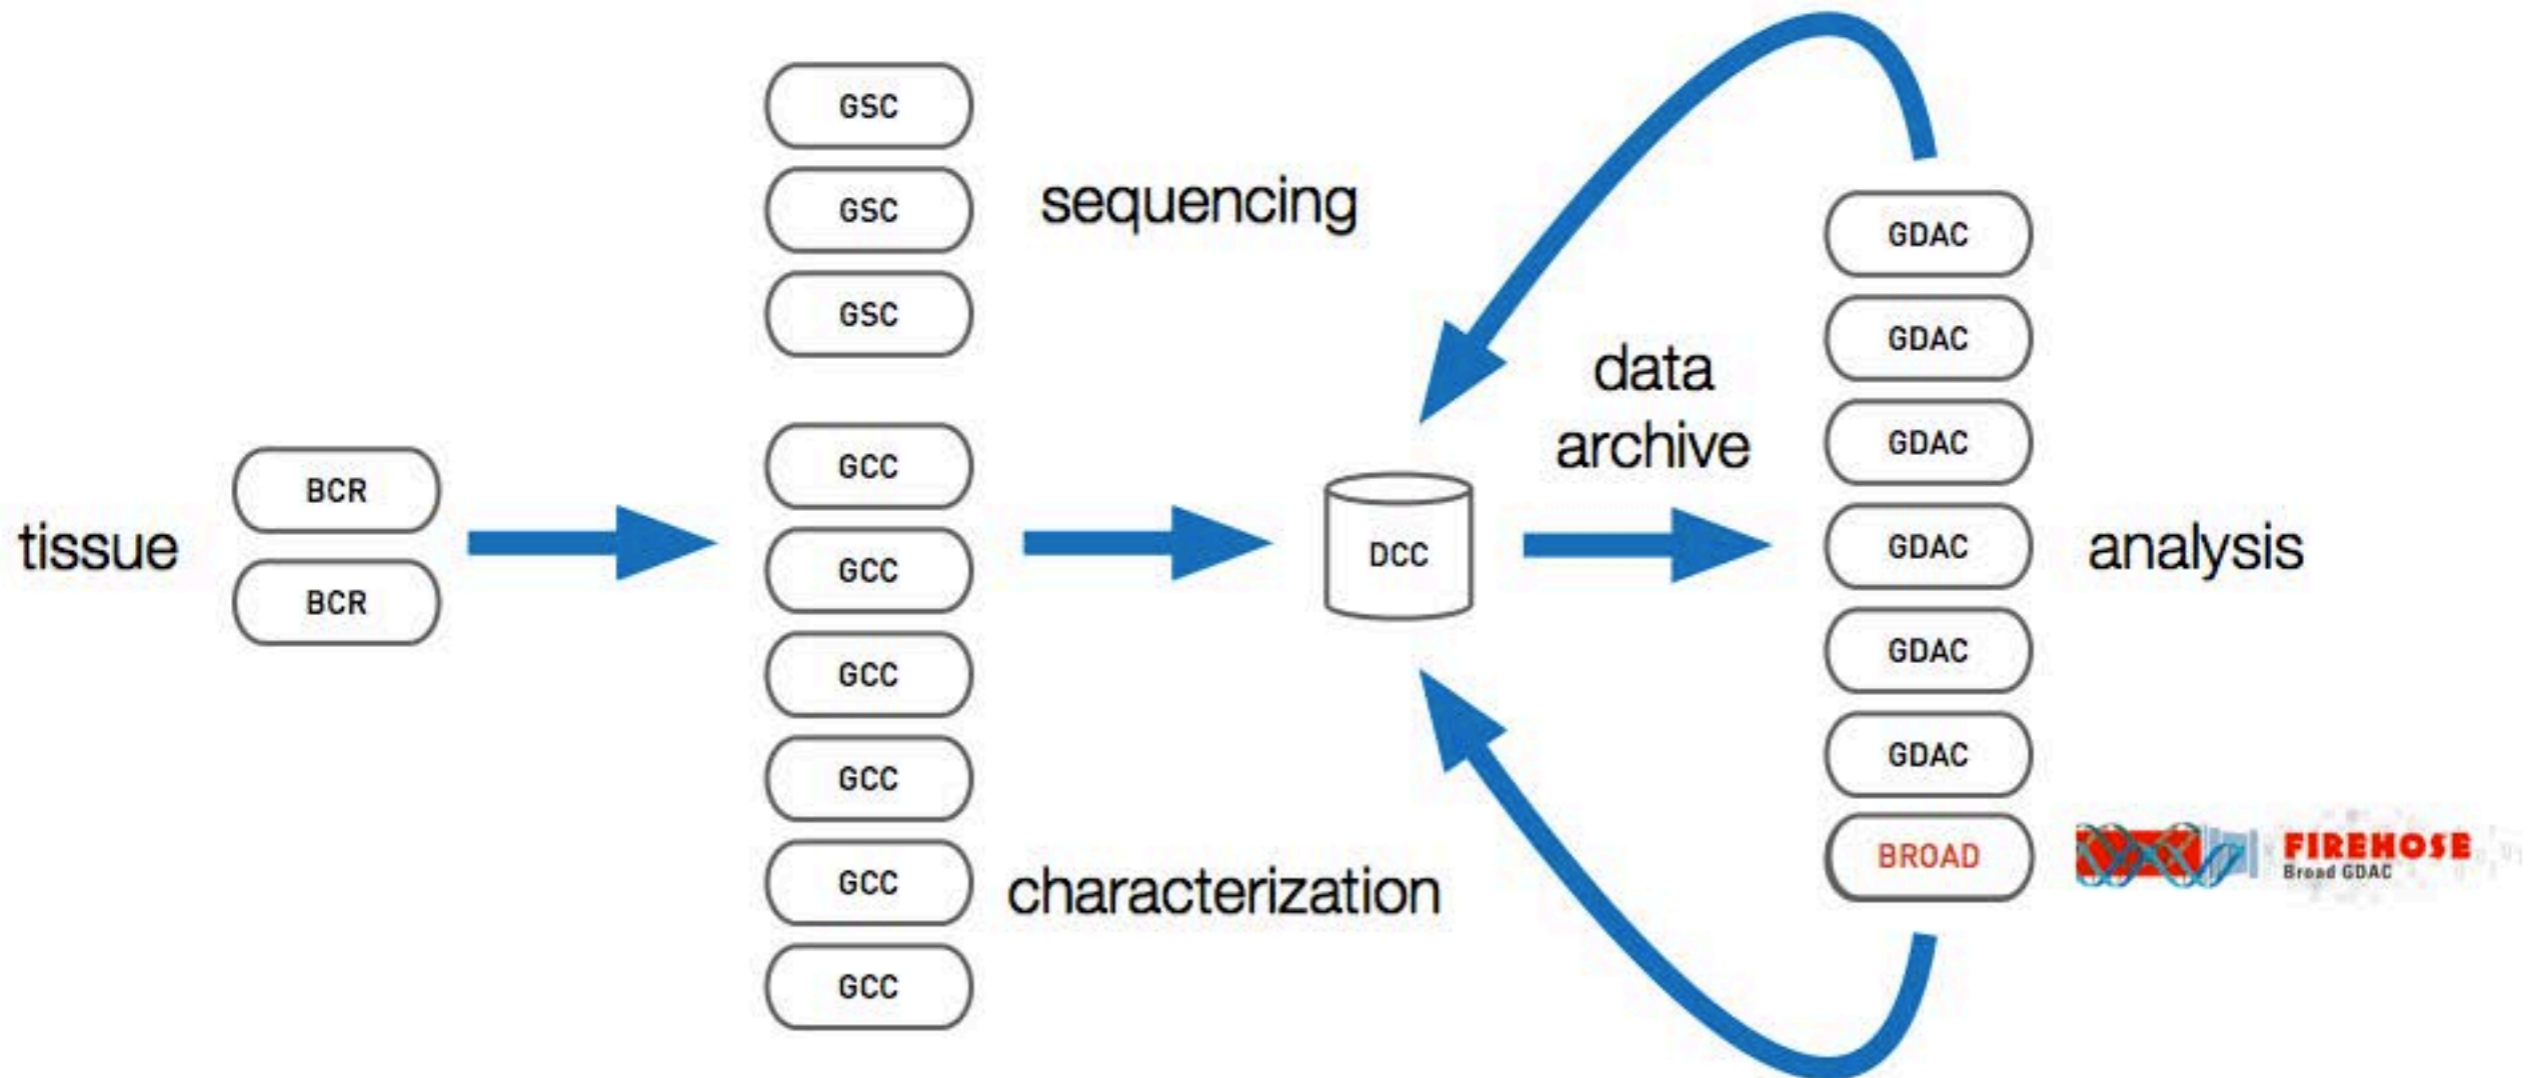 tissue
BCR
BCR
GSC
GSC
GSC
sequencing
GCC
GCC
GCC
GCC
GCC
GCC
characterization
DCC
data
archive
GDAC
GDAC
GDAC
GDAC
GDAC
GDAC
BROAD
analysis
FIREHOSE
Broad GDAC